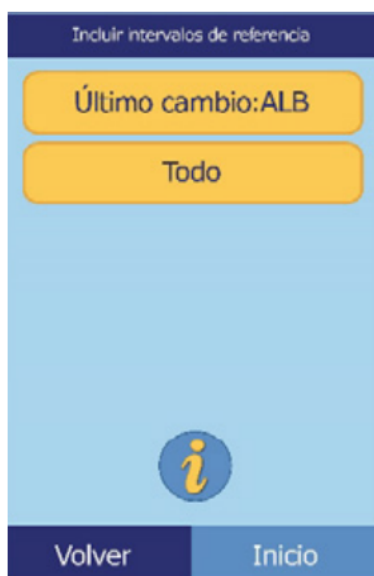 Incluir intervalos de referencia
Último cambio:ALB
Todo
i
Volver
Inicio